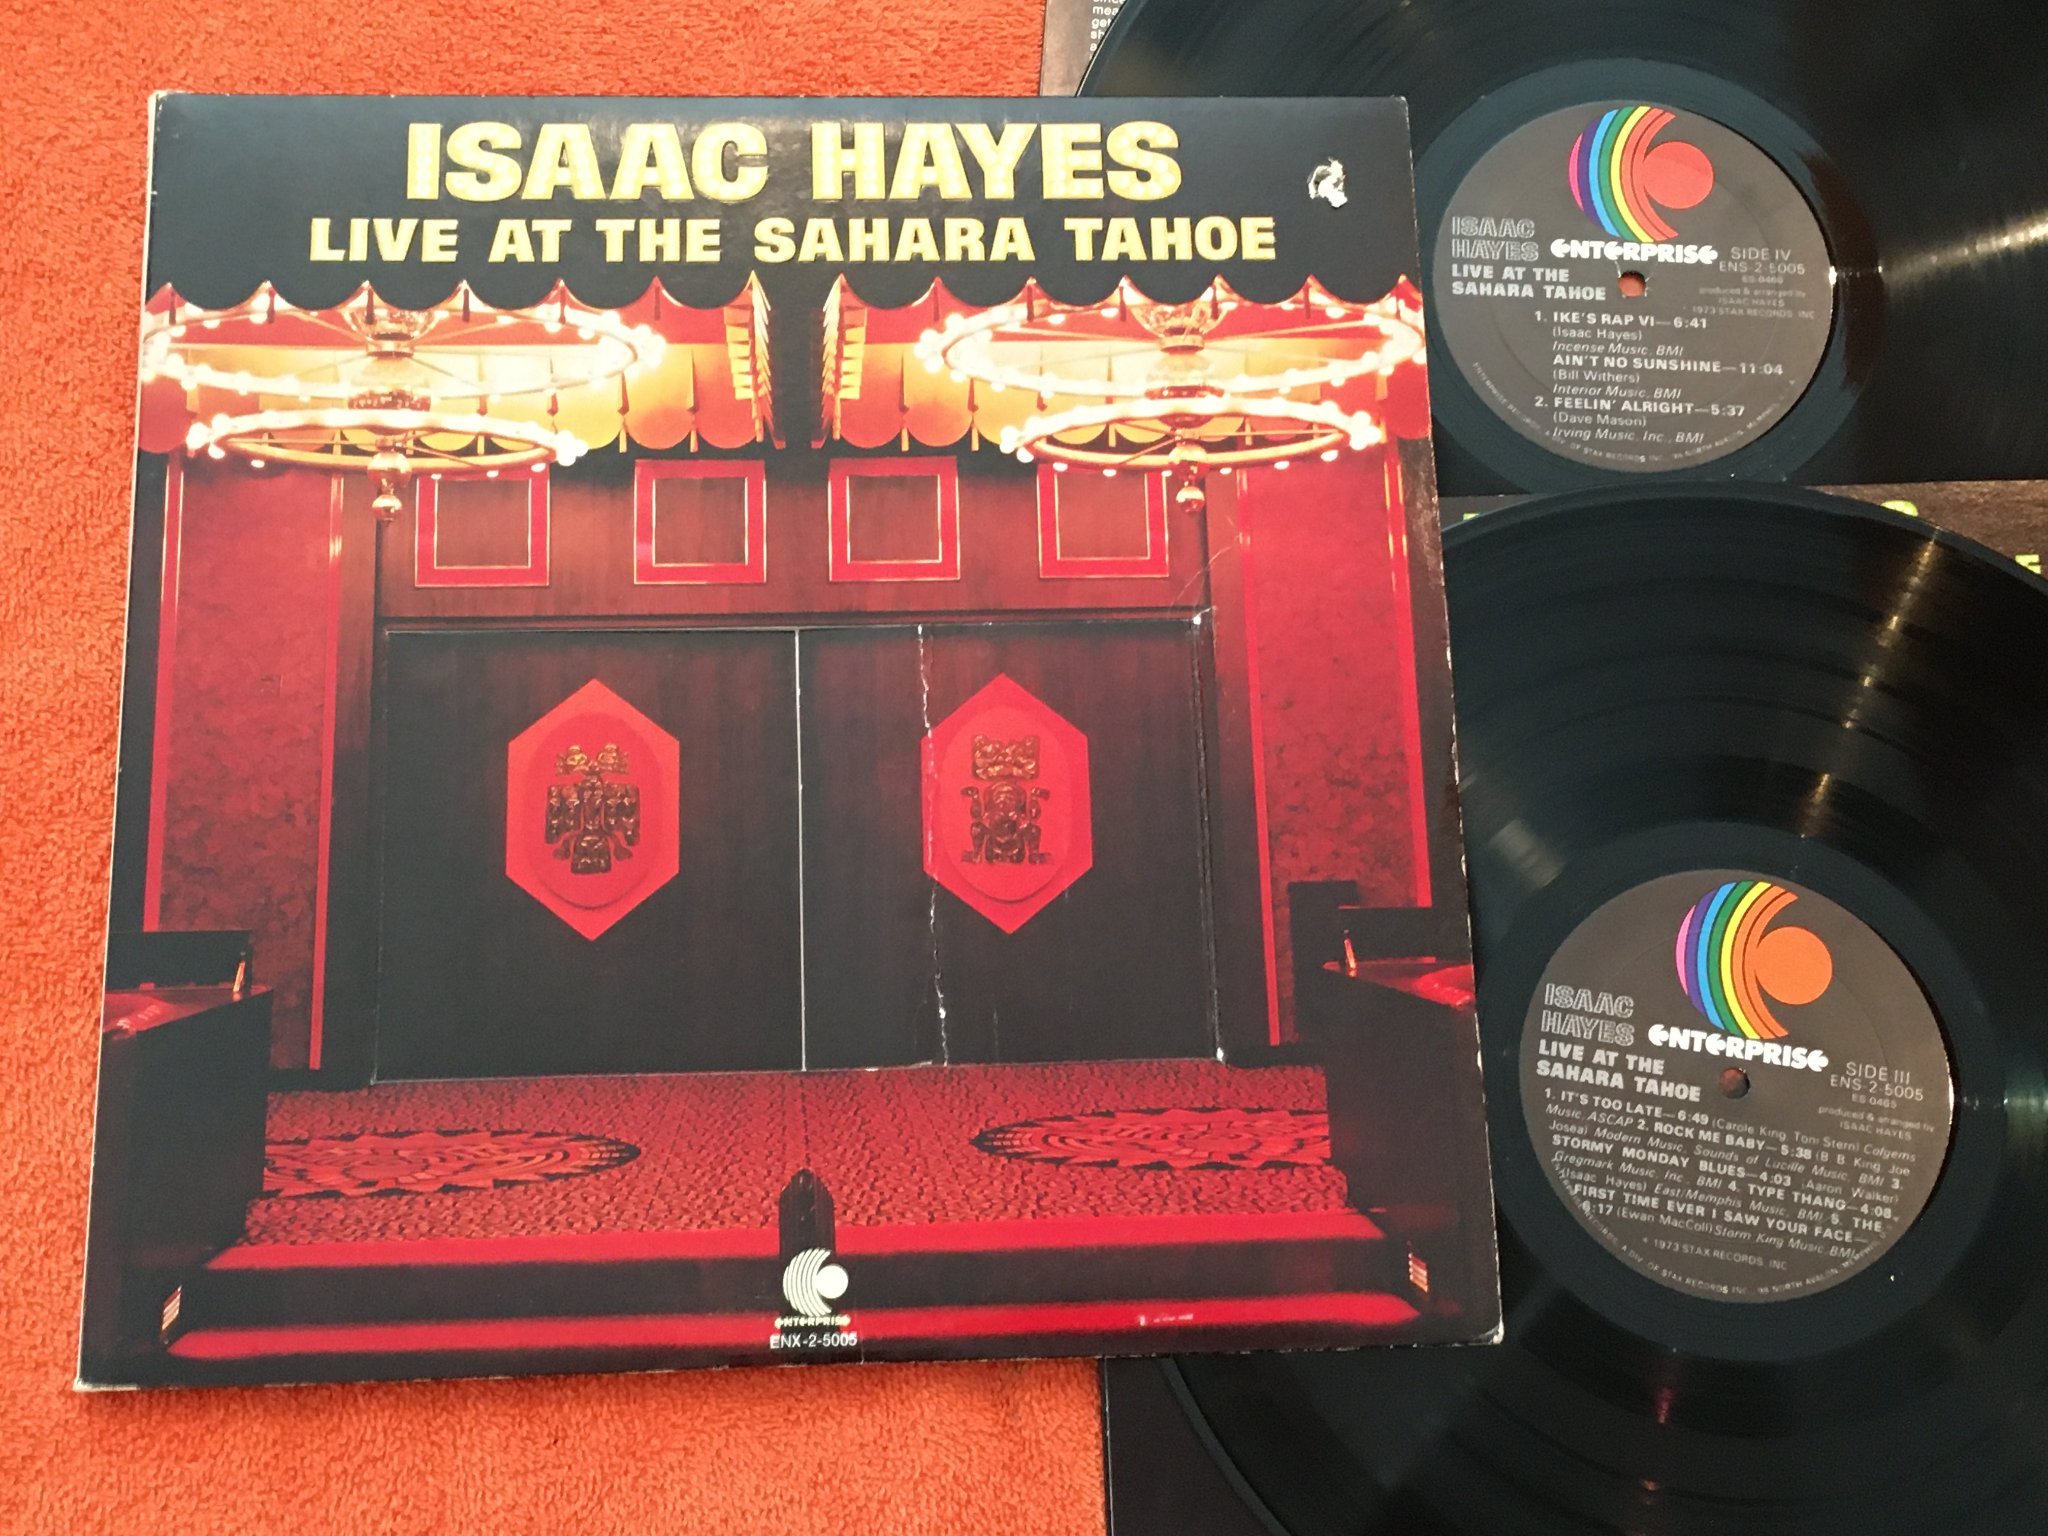 ISAAC HAYES
LIVE AT THE SAHARA TAHOE
enTerPrise
ENX-2-5005
ISAAC
HAYES
enTerPrise
SIDE IV
ENS-2-5005
LIVE AT THE
SAHARA TAHOE
produced & arranged by
ISAAC HAYES
1973 STAX RECORDS, INC
1. IKE'S RAP VI—6:41
(Isaac Hayes)
Incense Music, BMI
AIN'T NO SUNSHINE—11:04
(Bill Withers)
Interior Music, BMI
2. FEELIN' ALRIGHT—5:37
(Dave Mason)
Irving Music, Inc., BMI
ISAAC
HAYES
enTerPrise
SIDE III
ENS-2-5005
ES 0465
LIVE AT THE
SAHARA TAHOE
produced & arranged by
ISAAC HAYES
1. IT'S TOO LATE—6:49 (Carole King, Toni Stern) Colgems
Music, ASCAP 2. ROCK ME BABY—5:38 (B. B. King, Joe
Josea) Modern Music, Sounds of Lucille Music, BMI 3.
STORMY MONDAY BLUES—4:03 (Aaron Walker)
Gregmark Music, Inc., BMI 4. TYPE THANG—4:08
(Isaac Hayes) East/Memphis Music, BMI 5. THE
FIRST TIME EVER I SAW YOUR FACE—
6:17 (Ewan MacColl) Storm King Music, BMI
1973 STAX RECORDS, INC